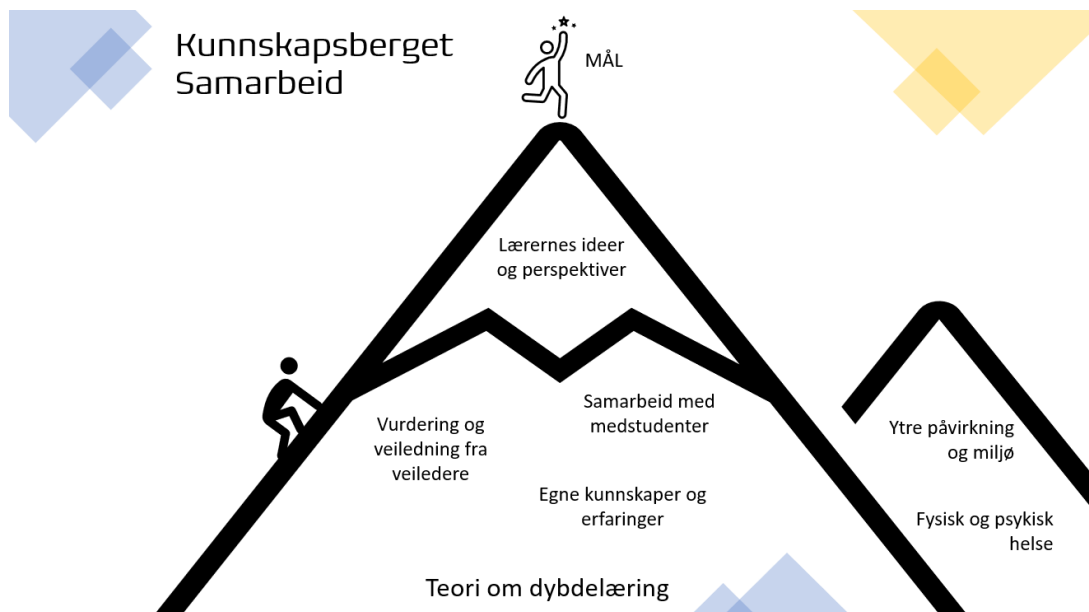 Kunnskapsberget
Samarbeid
MÅL
Lærernes ideer
og perspektiver
Vurdering og
veiledning fra
veiledere
Samarbeid med
medstudenter
Egne kunnskaper og
erfaringer
Teori om dybdelæring
Ytre påvirkning
og miljø
Fysisk og psykisk
helse